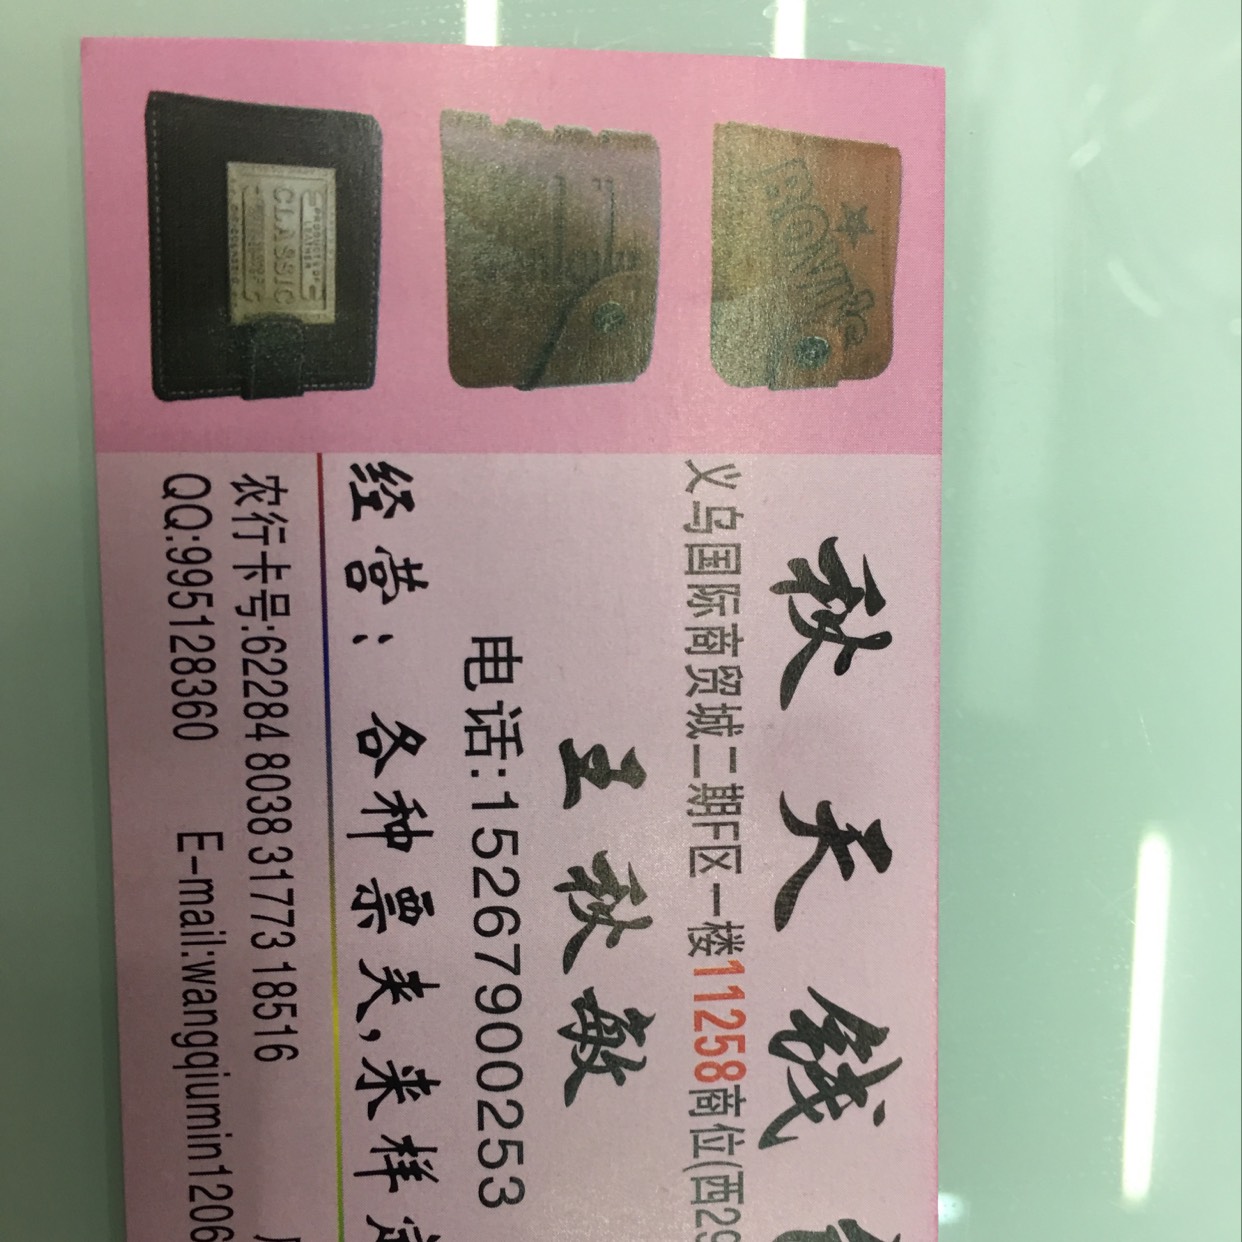 秋天钱
义乌国际商贸城二期F区一楼11258商位(西29
王秋敏
电话:15267900253
经营：各种票夹,来样
农行卡号:62284 8038 31773 18516
QQ:995128360 E-mail:wangqiumin1206
CLASSIC